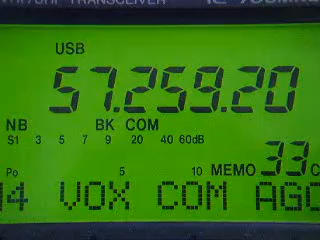 TRANSCEIVER
USB
57.259.20
NB BK COM
S1 3 5 7 9 20 40 60dB
Po 5 10 MEMO 33 C
14 VOX COM AGC